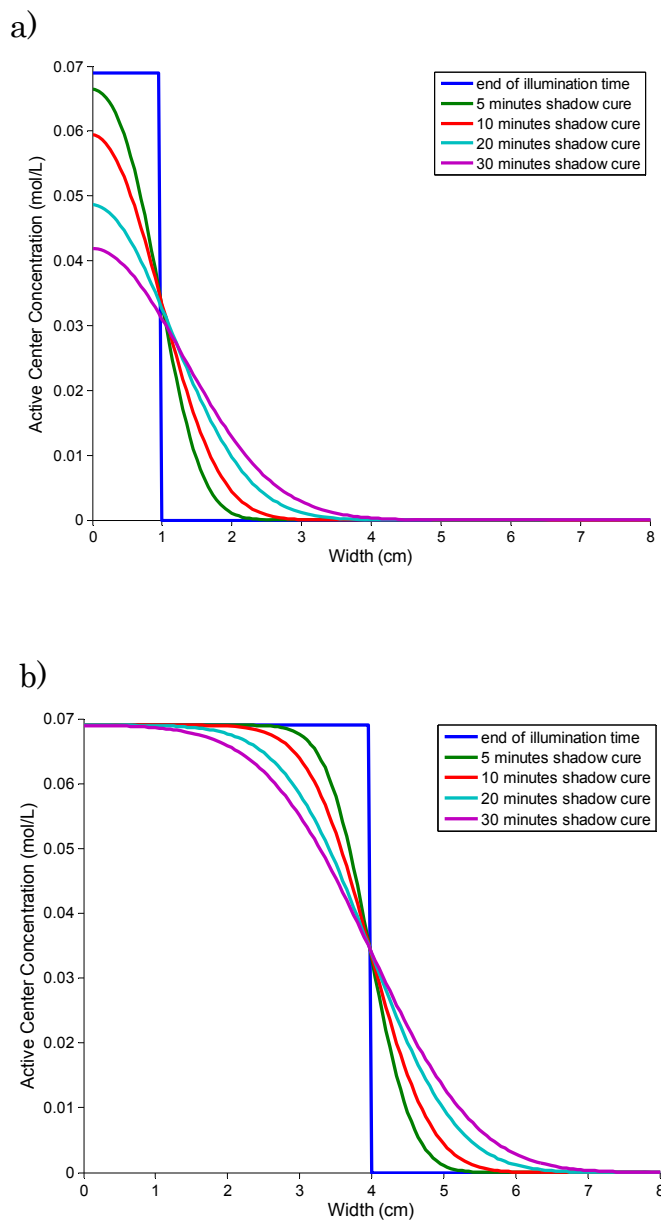 a)
0.07
0.06
0.05
0.04
0.03
0.02
0.01
0
Active Center Concentration (mol/L)
end of illumination time
5 minutes shadow cure
10 minutes shadow cure
20 minutes shadow cure
30 minutes shadow cure
0 1 2 3 4 5 6 7 8
Width (cm)
b)
0.07
0.06
0.05
0.04
0.03
0.02
0.01
0
Active Center Concentration (mol/L)
end of illumination time
5 minutes shadow cure
10 minutes shadow cure
20 minutes shadow cure
30 minutes shadow cure
0 1 2 3 4 5 6 7 8
Width (cm)